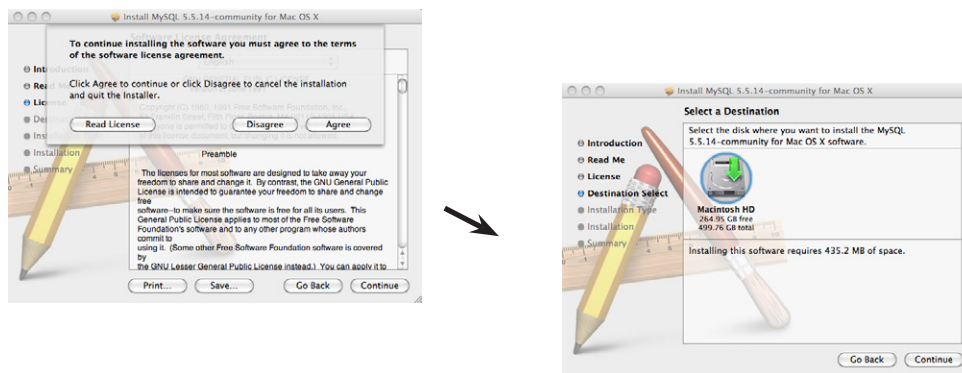 Install MySQL 5.5.14-community for Mac OS X
Software License Agreement
To continue installing the software you must agree to the terms
of the software license agreement.
English
Click Agree to continue or click Disagree to cancel the installation
and quit the Installer.
Introduction
Read Me
License
Installation
Summary
Read License
Disagree
Agree
Preamble
The licenses for most software are designed to take away your
freedom to share and change it. By contrast, the GNU General Public
License is intended to guarantee your freedom to share and change
free
software--to make sure the software is free for all its users. This
General Public License applies to most of the Free Software
Foundation's software and to any other program whose authors
commit to
using it. (Some other Free Software Foundation software is covered
by
the GNU Lesser General Public License instead.) You can apply it to
Print...
Save...
Go Back
Continue
Install MySQL 5.5.14-community for Mac OS X
Select a Destination
Introduction
Read Me
License
Destination Select
Installation Type
Installation
Summary
Select the disk where you want to install the MySQL
5.5.14-community for Mac OS X software.
Macintosh HD
264.95 GB free
499.76 GB total
Installing this software requires 435.2 MB of space.
Go Back
Continue